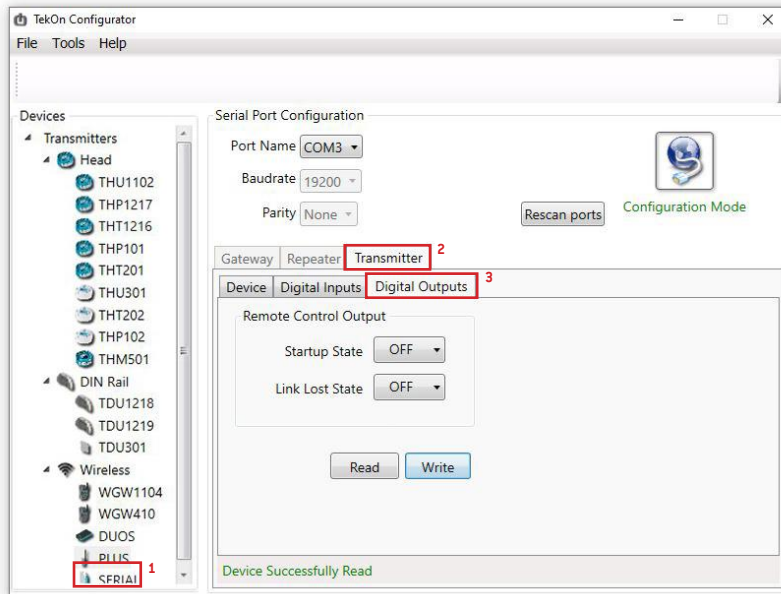 TekOn Configurator
File Tools Help
Devices
Transmitters
Head
THU1102
THP1217
THT1216
THP101
THT201
THU301
THT202
THP102
THM501
DIN Rail
TDU1218
TDU1219
TDU301
Wireless
WGW1104
WGW410
DUOS
PLUS
SERIAL 1
Serial Port Configuration
Port Name COM3
Baudrate 19200
Parity None
Rescan ports
Configuration Mode
Gateway Repeater Transmitter 2
Device Digital Inputs Digital Outputs 3
Remote Control Output
Startup State OFF
Link Lost State OFF
Read Write
Device Successfully Read